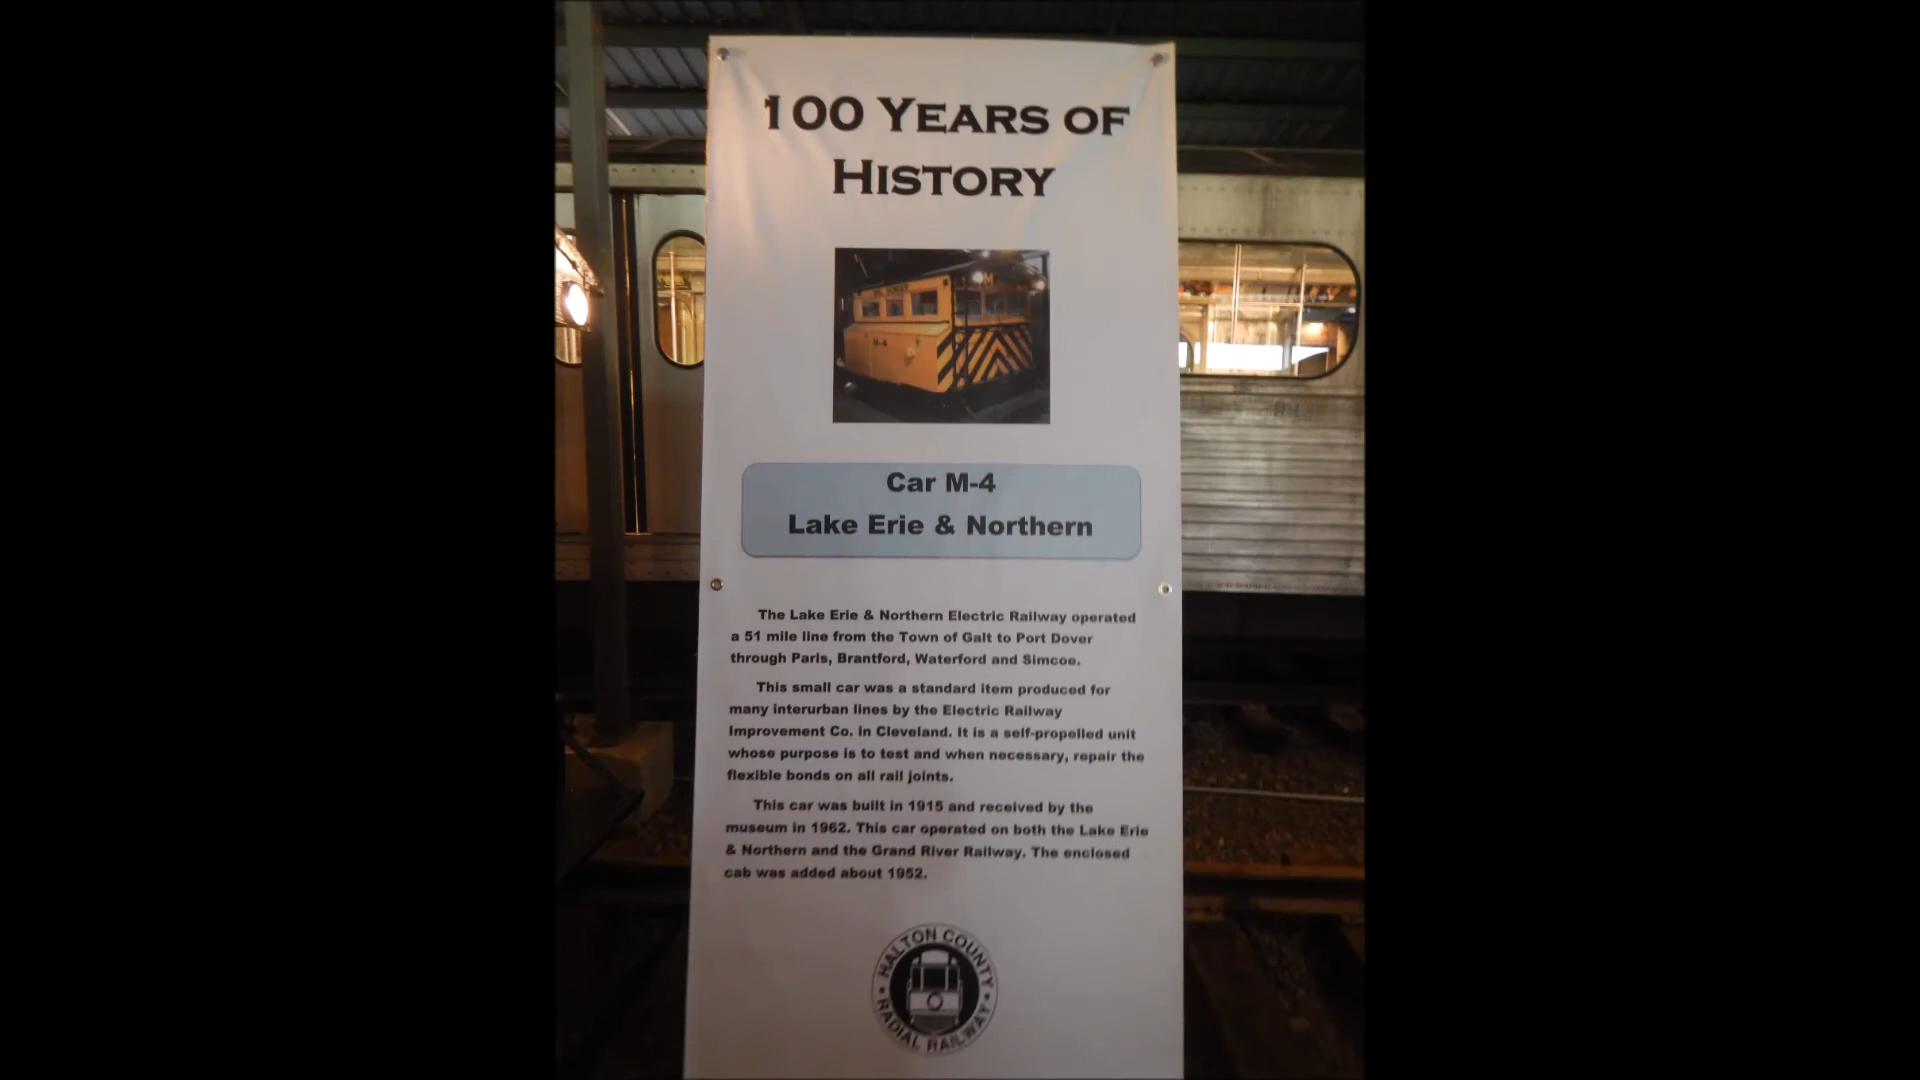 100 YEARS OF
HISTORY
M-4
Car M-4
Lake Erie & Northern
The Lake Erie & Northern Electric Railway operated
a 51 mile line from the Town of Galt to Port Dover
through Paris, Brantford, Waterford and Simcoe.
This small car was a standard item produced for
many interurban lines by the Electric Railway
Improvement Co. in Cleveland. It is a self-propelled unit
whose purpose is to test and when necessary, repair the
flexible bonds on all rail joints.
This car was built in 1915 and received by the
museum in 1962. This car operated on both the Lake Erie
& Northern and the Grand River Railway. The enclosed
cab was added about 1952.
HALTON COUNTY
• RADIAL RAILWAY •